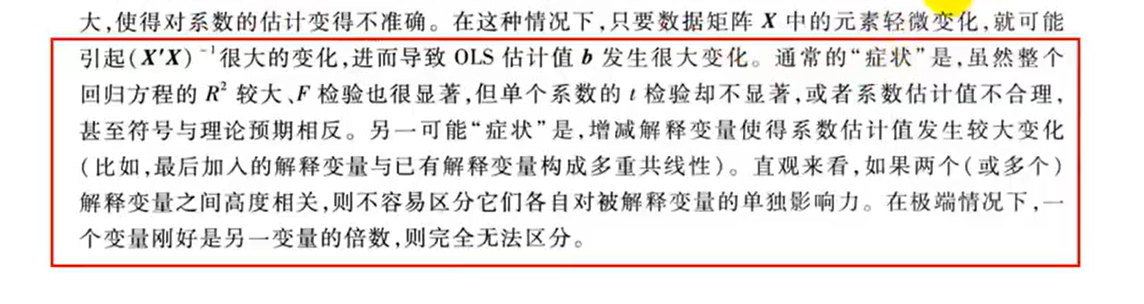 大,使得对系数的估计变得不准确。在这种情况下,只要数据矩阵 X 中的元素轻微变化,就可能
引起(X′X)⁻¹很大的变化,进而导致 OLS 估计值 b 发生很大变化。通常的“症状”是,虽然整个
回归方程的 R² 较大、F 检验也很显著,但单个系数的 t 检验却不显著,或者系数估计值不合理,
甚至符号与理论预期相反。另一可能“症状”是,增减解释变量使得系数估计值发生较大变化
(比如,最后加入的解释变量与已有解释变量构成多重共线性)。直观来看,如果两个(或多个)
解释变量之间高度相关,则不容易区分它们各自对被解释变量的单独影响力。在极端情况下,一
个变量刚好是另一变量的倍数,则完全无法区分。